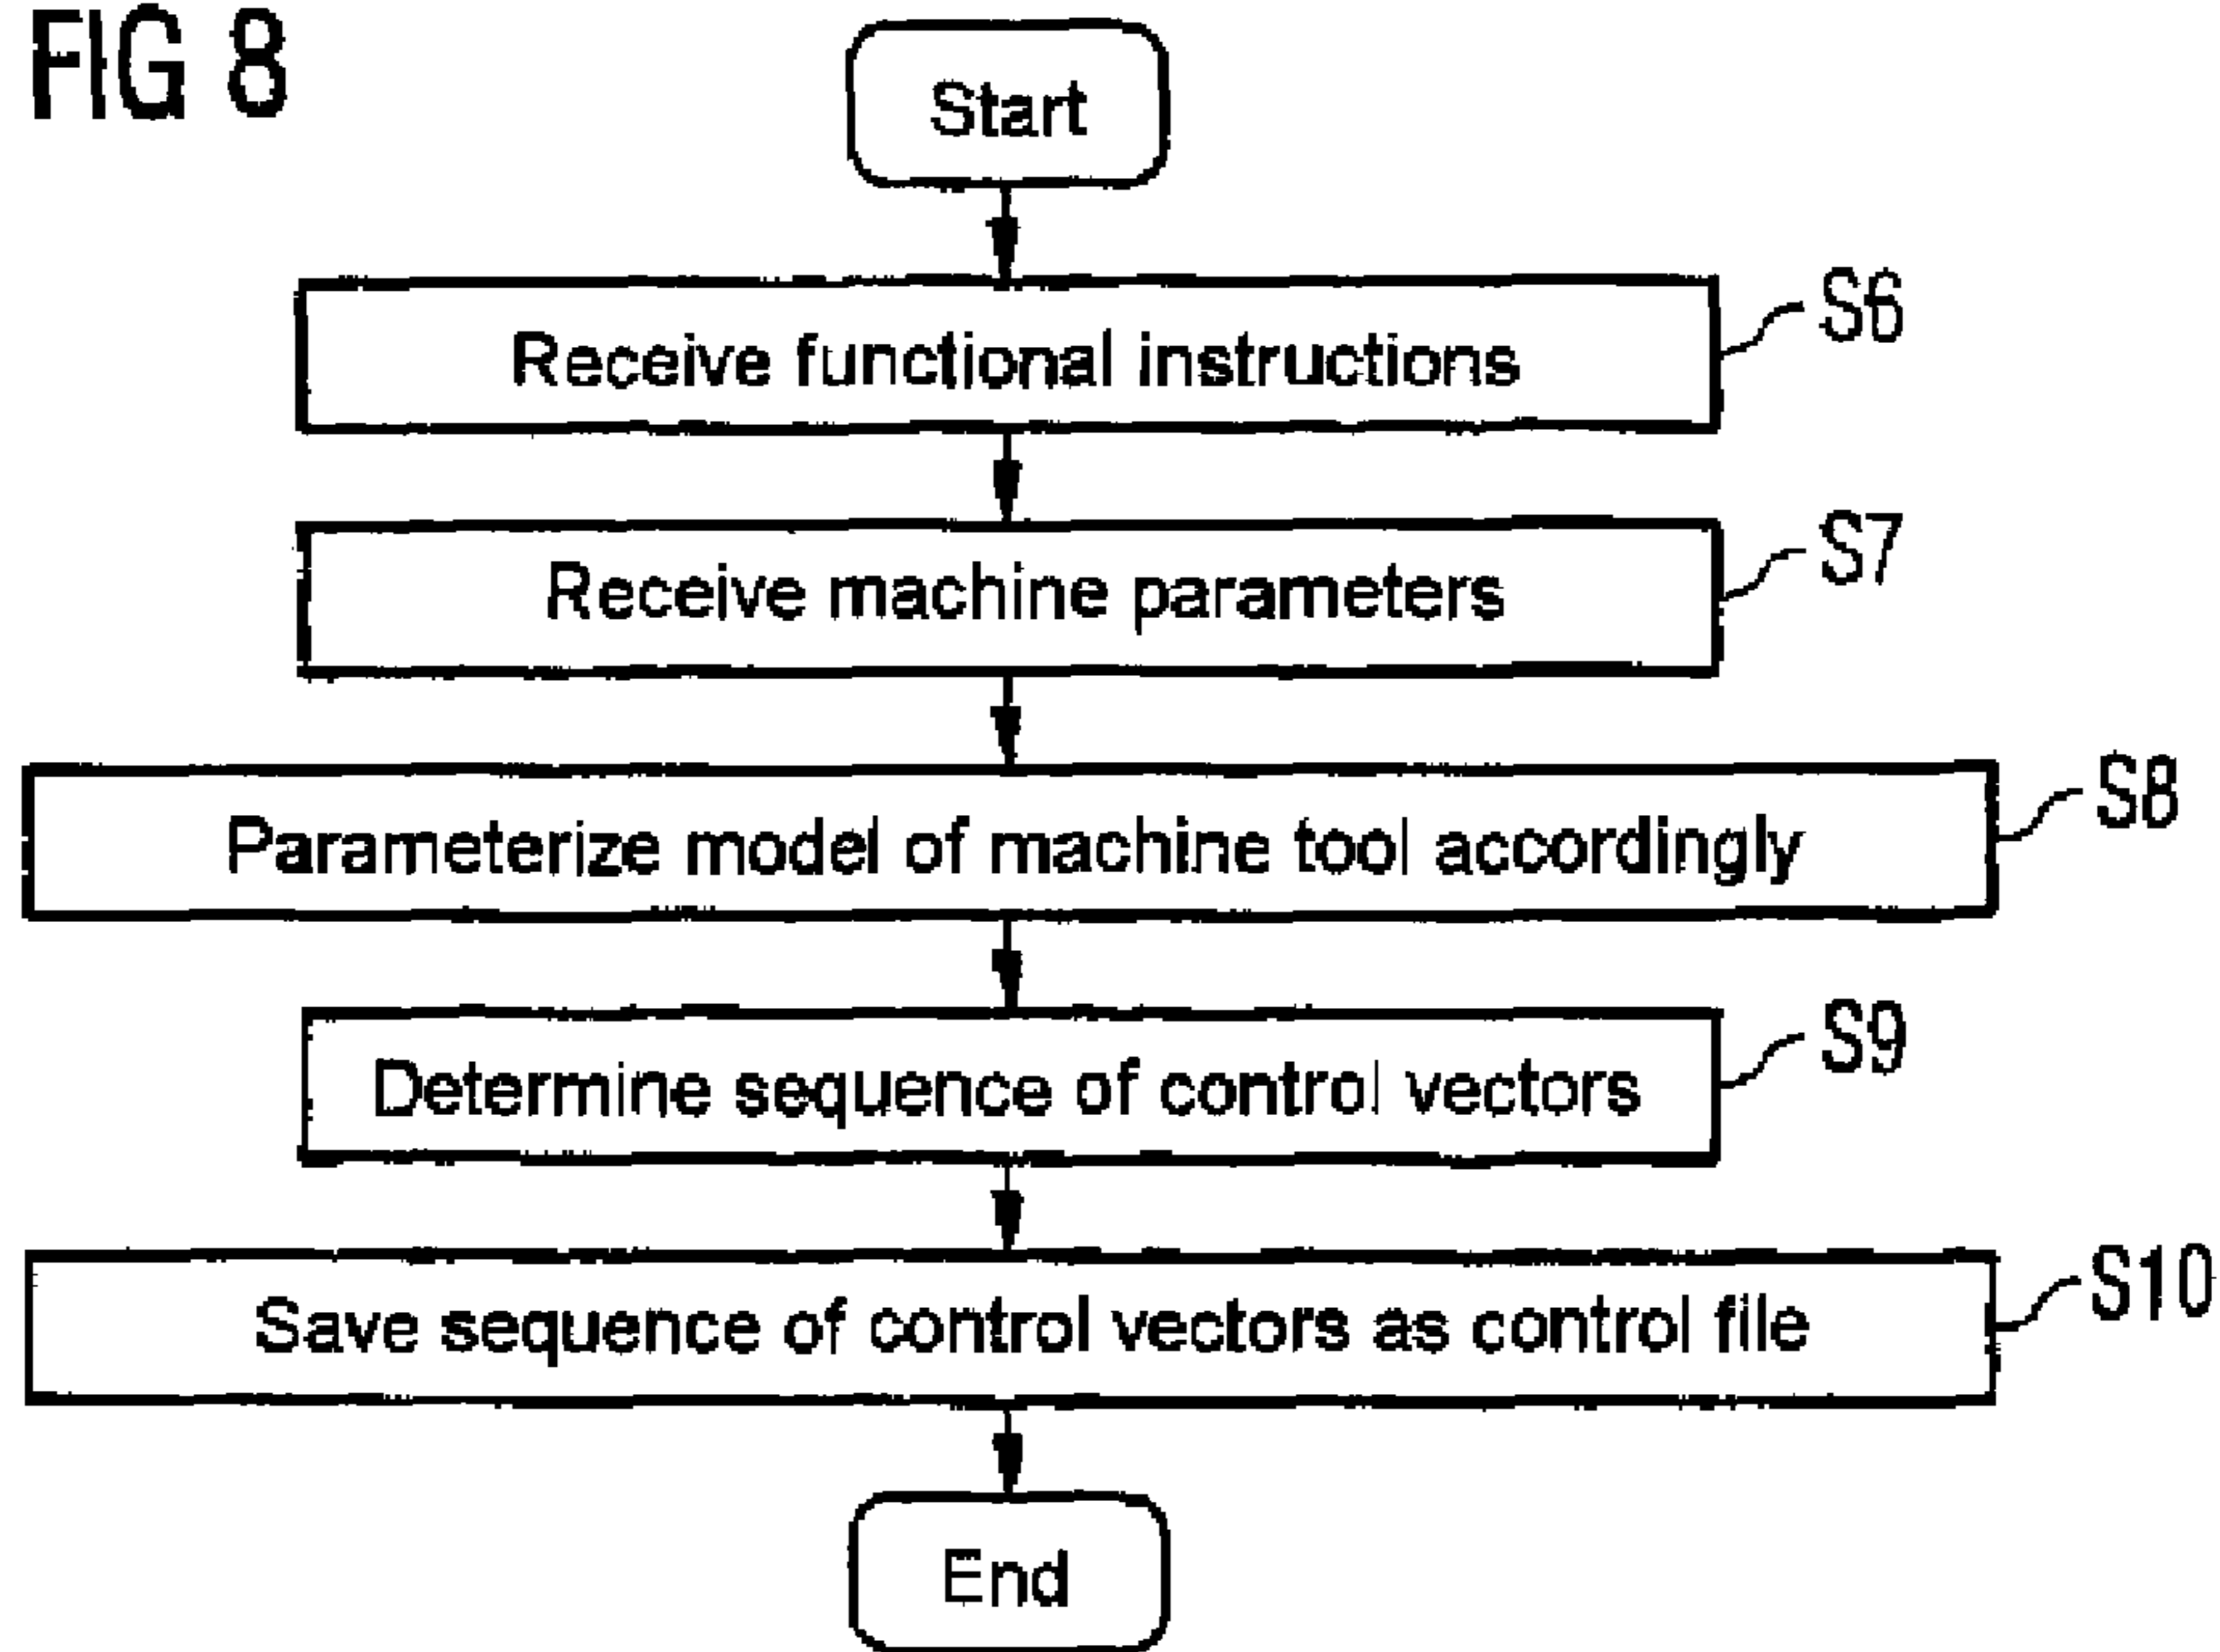 FIG 8
Start
Receive functional instructions
S6
Receive machine parameters
S7
Parameterize model of machine tool accordingly
S8
Determine sequence of control vectors
S9
Save sequence of control vectors as control file
S10
End